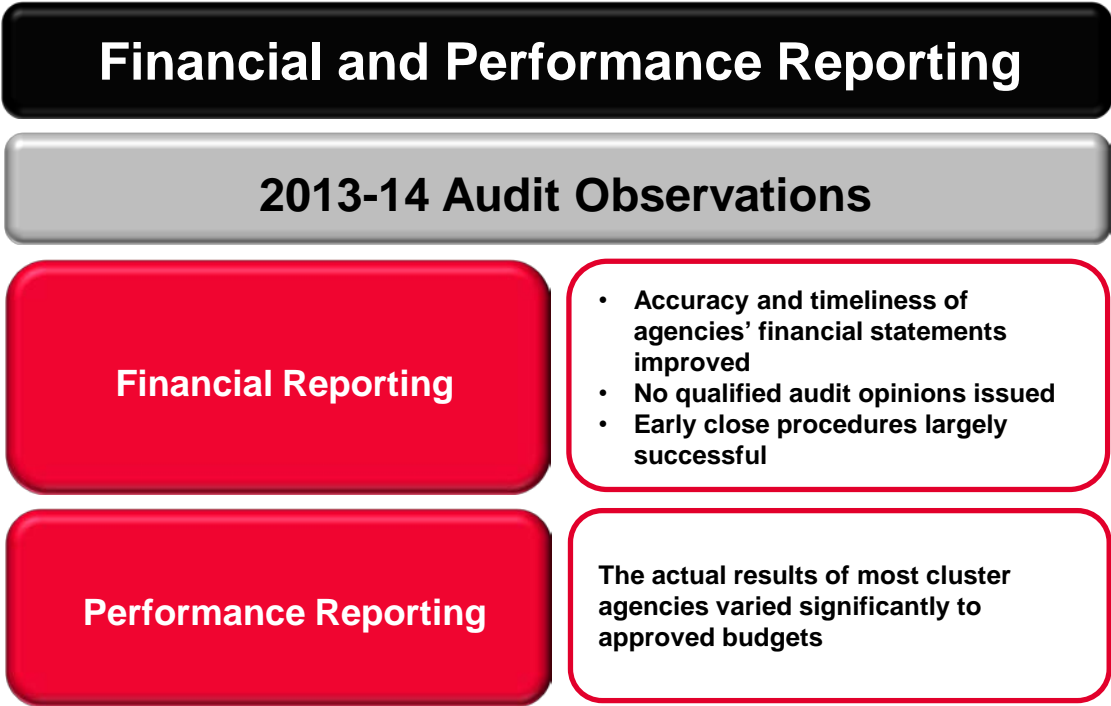 Financial and Performance Reporting
2013-14 Audit Observations
Financial Reporting
• Accuracy and timeliness of
agencies’ financial statements
improved
• No qualified audit opinions issued
• Early close procedures largely
successful
Performance Reporting
The actual results of most cluster
agencies varied significantly to
approved budgets